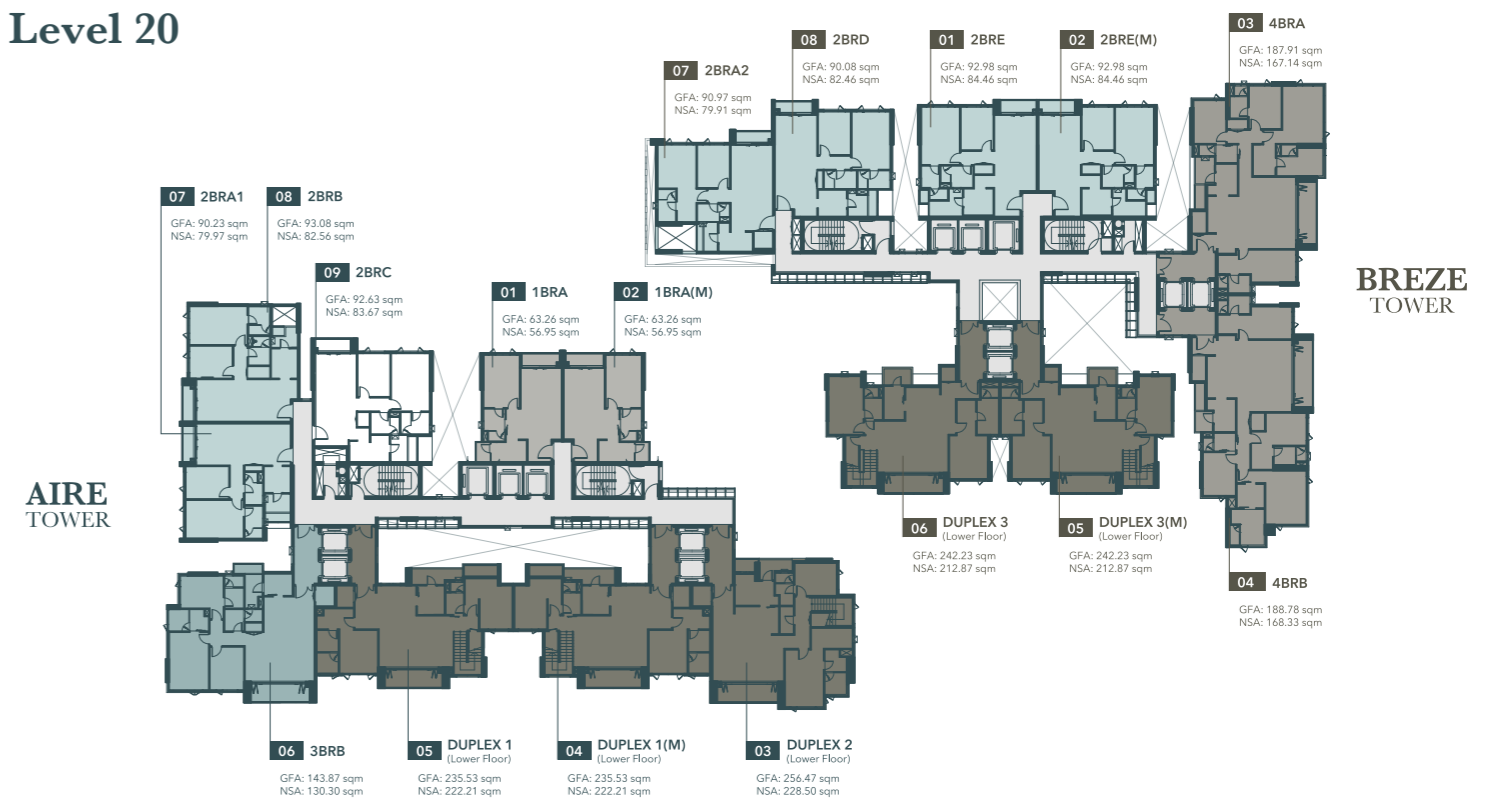 Level 20
03 4BRA
GFA: 187.91 sqm
NSA: 167.14 sqm
08 2BRD
GFA: 90.08 sqm
NSA: 82.46 sqm
01 2BRE
GFA: 92.98 sqm
NSA: 84.46 sqm
02 2BRE(M)
GFA: 92.98 sqm
NSA: 84.46 sqm
07 2BRA2
GFA: 90.97 sqm
NSA: 79.91 sqm
07 2BRA1
GFA: 90.23 sqm
NSA: 79.97 sqm
08 2BRB
GFA: 93.08 sqm
NSA: 82.56 sqm
09 2BRC
GFA: 92.63 sqm
NSA: 83.67 sqm
01 1BRA
GFA: 63.26 sqm
NSA: 56.95 sqm
02 1BRA(M)
GFA: 63.26 sqm
NSA: 56.95 sqm
BREZE
TOWER
AIRE
TOWER
06 DUPLEX 3
(Lower Floor)
GFA: 242.23 sqm
NSA: 212.87 sqm
05 DUPLEX 3(M)
(Lower Floor)
GFA: 242.23 sqm
NSA: 212.87 sqm
04 4BRB
GFA: 188.78 sqm
NSA: 168.33 sqm
06 3BRB
GFA: 143.87 sqm
NSA: 130.30 sqm
05 DUPLEX 1
(Lower Floor)
GFA: 235.53 sqm
NSA: 222.21 sqm
04 DUPLEX 1(M)
(Lower Floor)
GFA: 235.53 sqm
NSA: 222.21 sqm
03 DUPLEX 2
(Lower Floor)
GFA: 256.47 sqm
NSA: 228.50 sqm